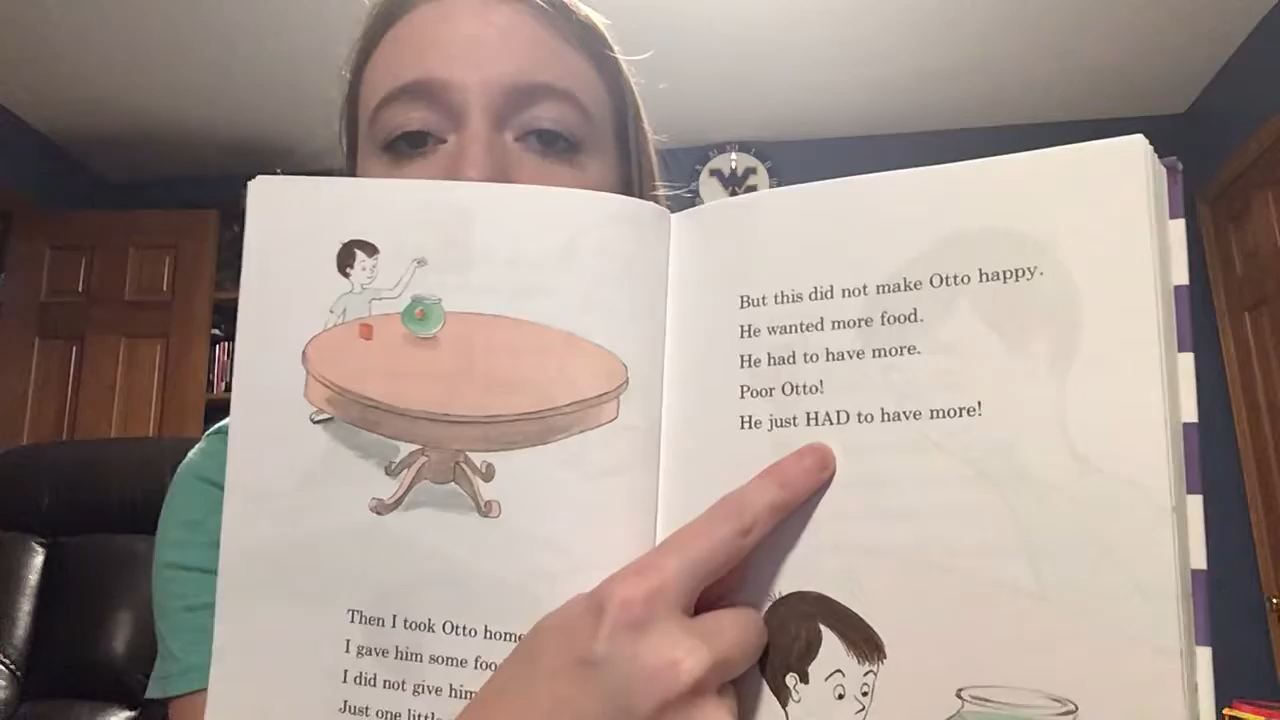 Then I took Otto home
I gave him some
I did not give him
Just one
But this did not make Otto happy.
He wanted more food.
He had to have more.
Poor Otto!
He just HAD to have more!